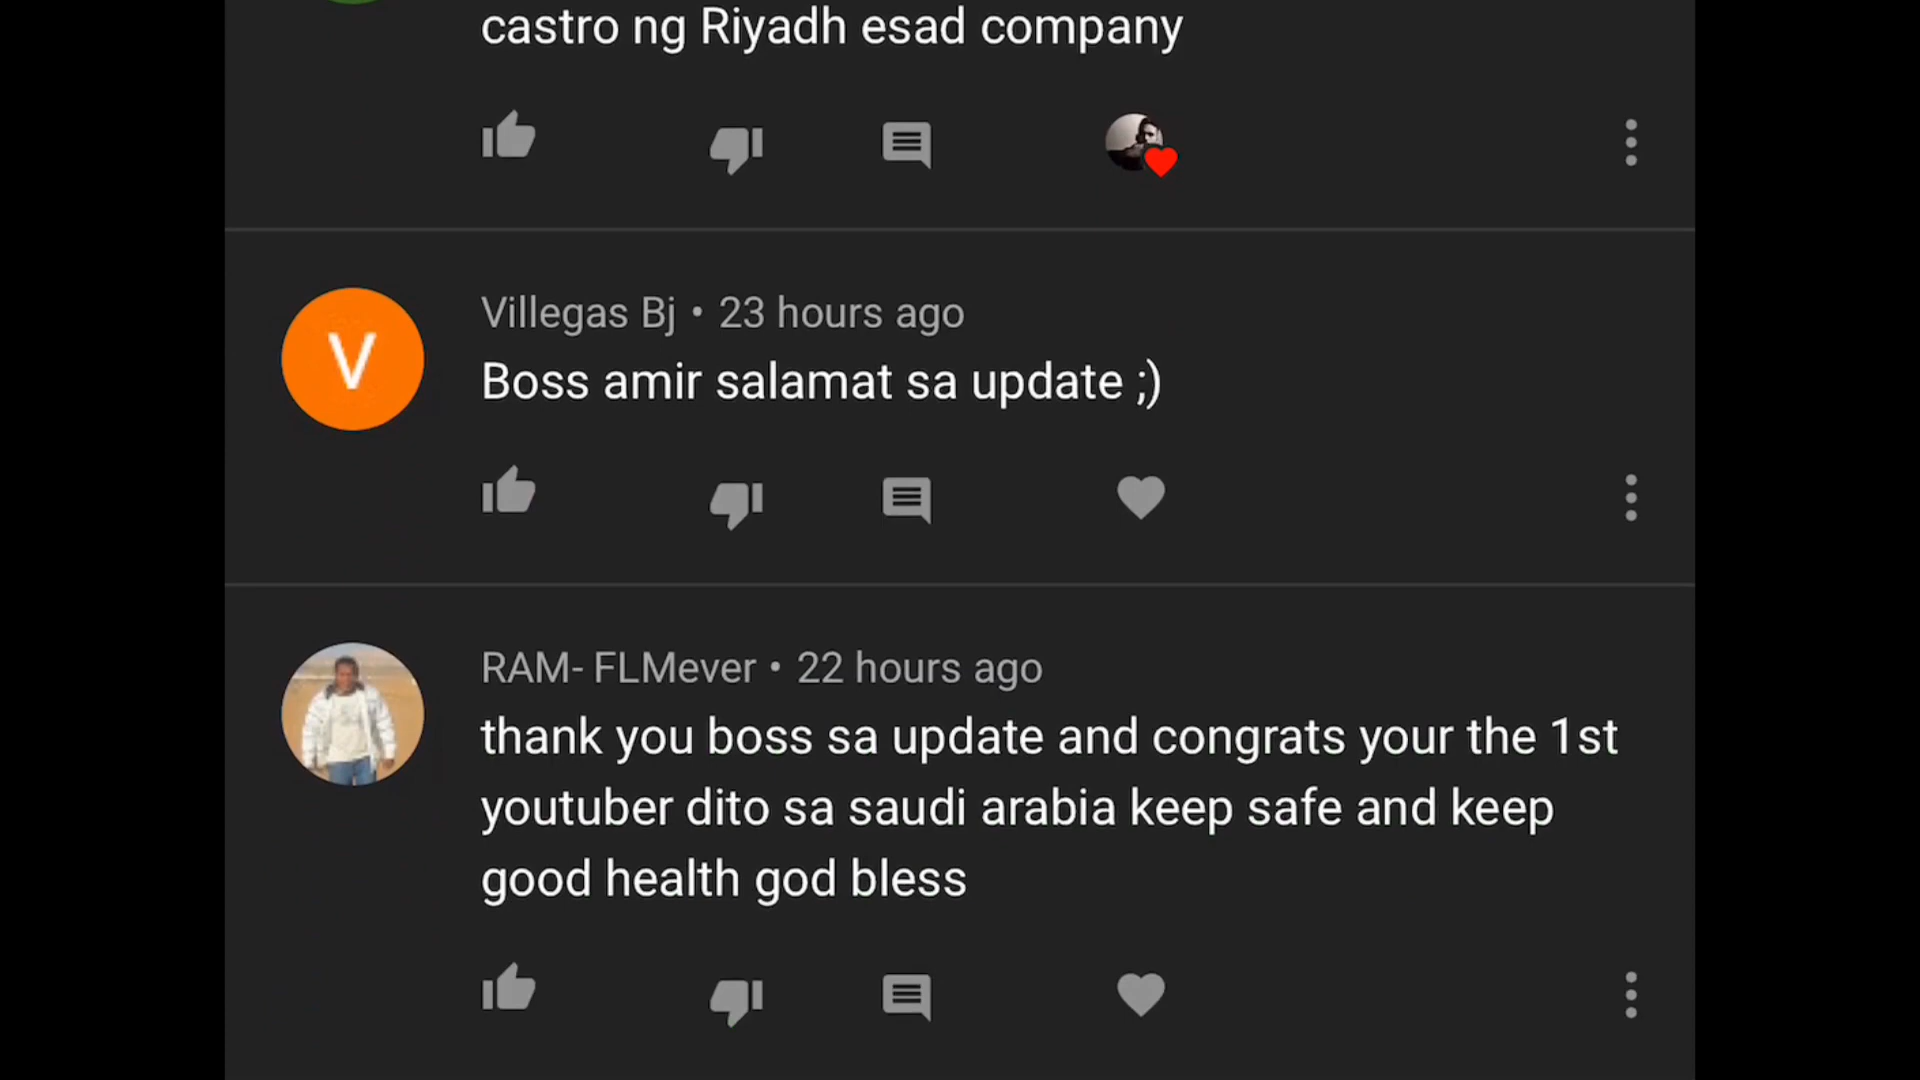 castro ng Riyadh esad company
V
Villegas Bj • 23 hours ago
Boss amir salamat sa update ;)
RAM- FLMever • 22 hours ago
thank you boss sa update and congrats your the 1st
youtuber dito sa saudi arabia keep safe and keep
good health god bless